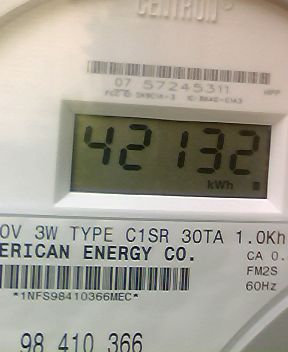 CENTRON
07 57245311
42132
kWh
0V 3W TYPE C1SR 30TA 1.0Kh
ERICAN ENERGY CO.
CA 0.
FM2S
*1NFS98410366MEC*
60Hz
98 410 366